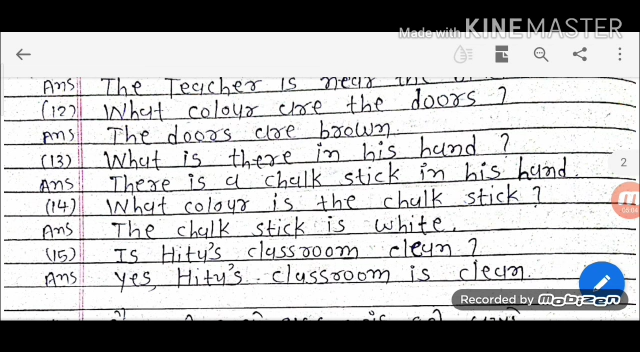 Made with KINEMASTER
Ans The Teacher is near the
(12) What colour are the doors ?
Ans The doors are brown.
(13) What is there in his hand ?
2
Ans There is a chalk stick in his hand.
(14) What colour is the chalk stick ?
08:04
Ans The chalk stick is white.
(15) Is Hity's classroom clean ?
Ans Yes, Hity's classroom is clean.
Recorded by Mobizen